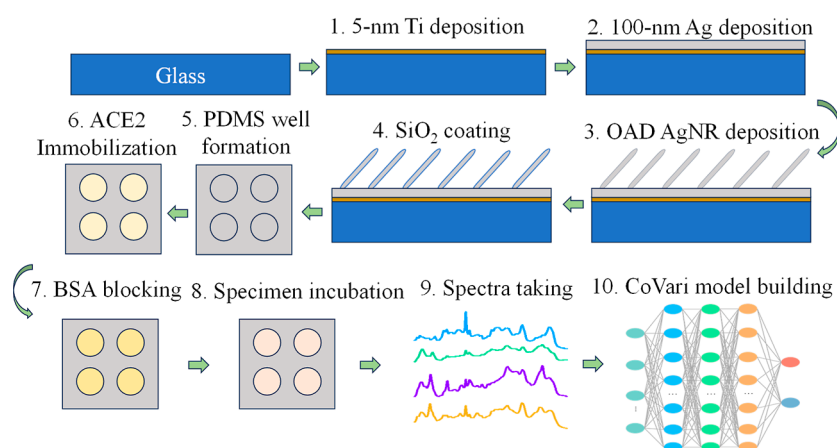 1. 5-nm Ti deposition
2. 100-nm Ag deposition
Glass
6. ACE2
Immobilization
5. PDMS well
formation
4. SiO₂ coating
3. OAD AgNR deposition
7. BSA blocking
8. Specimen incubation
9. Spectra taking
10. CoVari model building
...
...
...
...
...
...